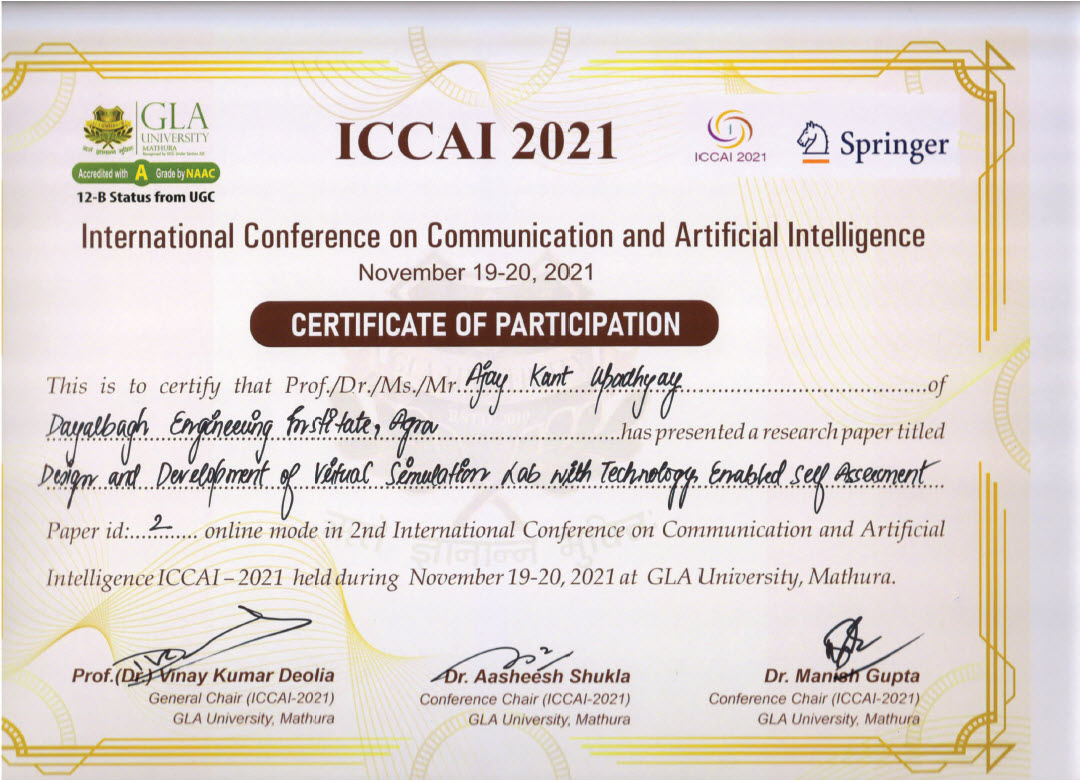 GLA
UNIVERSITY
MATHURA
Accredited with A Grade by NAAC
12-B Status from UGC
ICCAI 2021
ICCAI 2021
Springer
International Conference on Communication and Artificial Intelligence
November 19-20, 2021
CERTIFICATE OF PARTICIPATION
This is to certify that Prof./Dr./Ms./Mr. Ajay Kant Upadhyay of
Dayalbagh Engineering Institute, Agra has presented a research paper titled
Design and Development of Virtual Simulation Lab with Technology Enabled Self Assesment
Paper id: 2 online mode in 2nd International Conference on Communication and Artificial
Intelligence ICCAI – 2021 held during November 19-20, 2021 at GLA University, Mathura.
Prof.(Dr.) Vinay Kumar Deolia
General Chair (ICCAI-2021)
GLA University, Mathura
Dr. Aasheesh Shukla
Conference Chair (ICCAI-2021)
GLA University, Mathura
Dr. Manish Gupta
Conference Chair (ICCAI-2021)
GLA University, Mathura